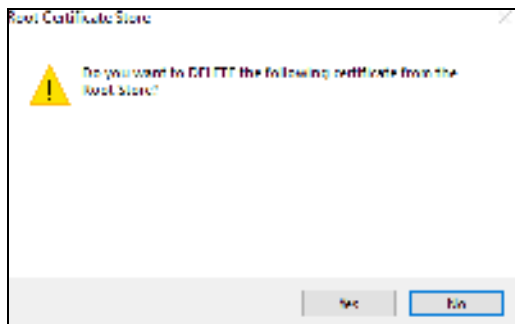 Root Certificate Store
Do you want to DELETE the following certificate from the
Root Store?
Yes
No